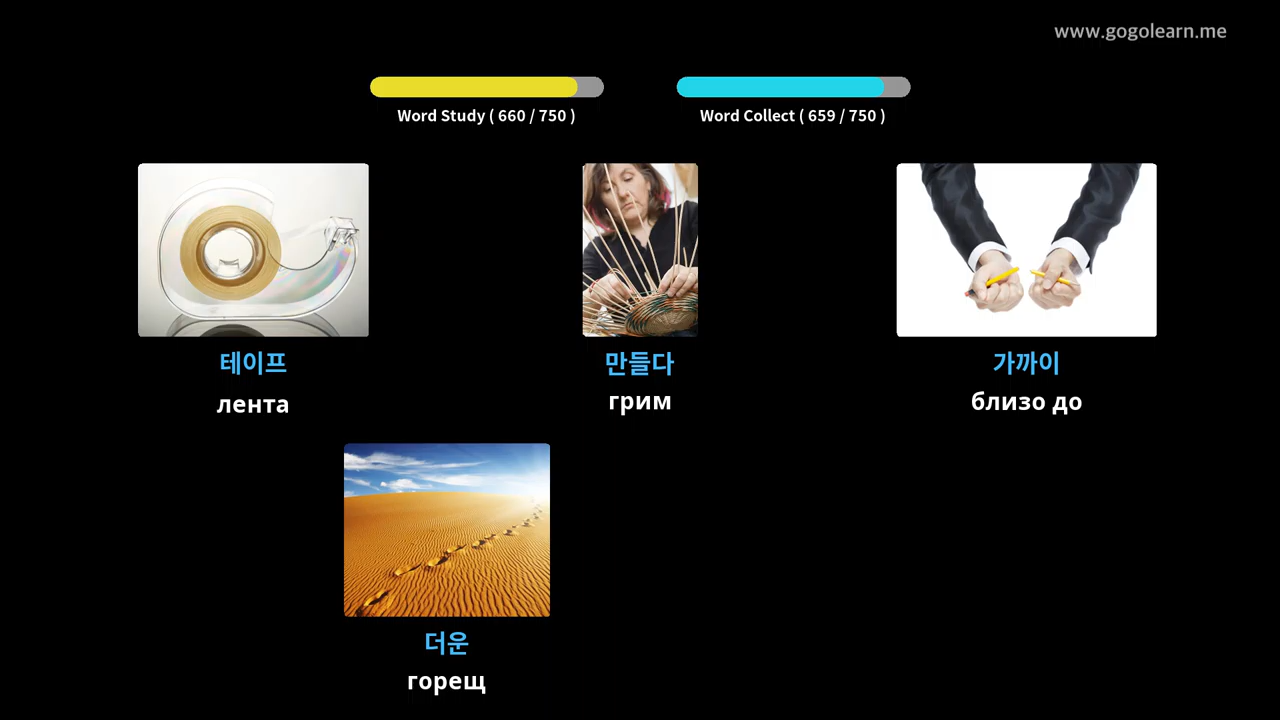 www.gogolearn.me
Word Study ( 660 / 750 )
Word Collect ( 659 / 750 )
테이프
만들다
가까이
лента
грим
близо до
더운
горещ